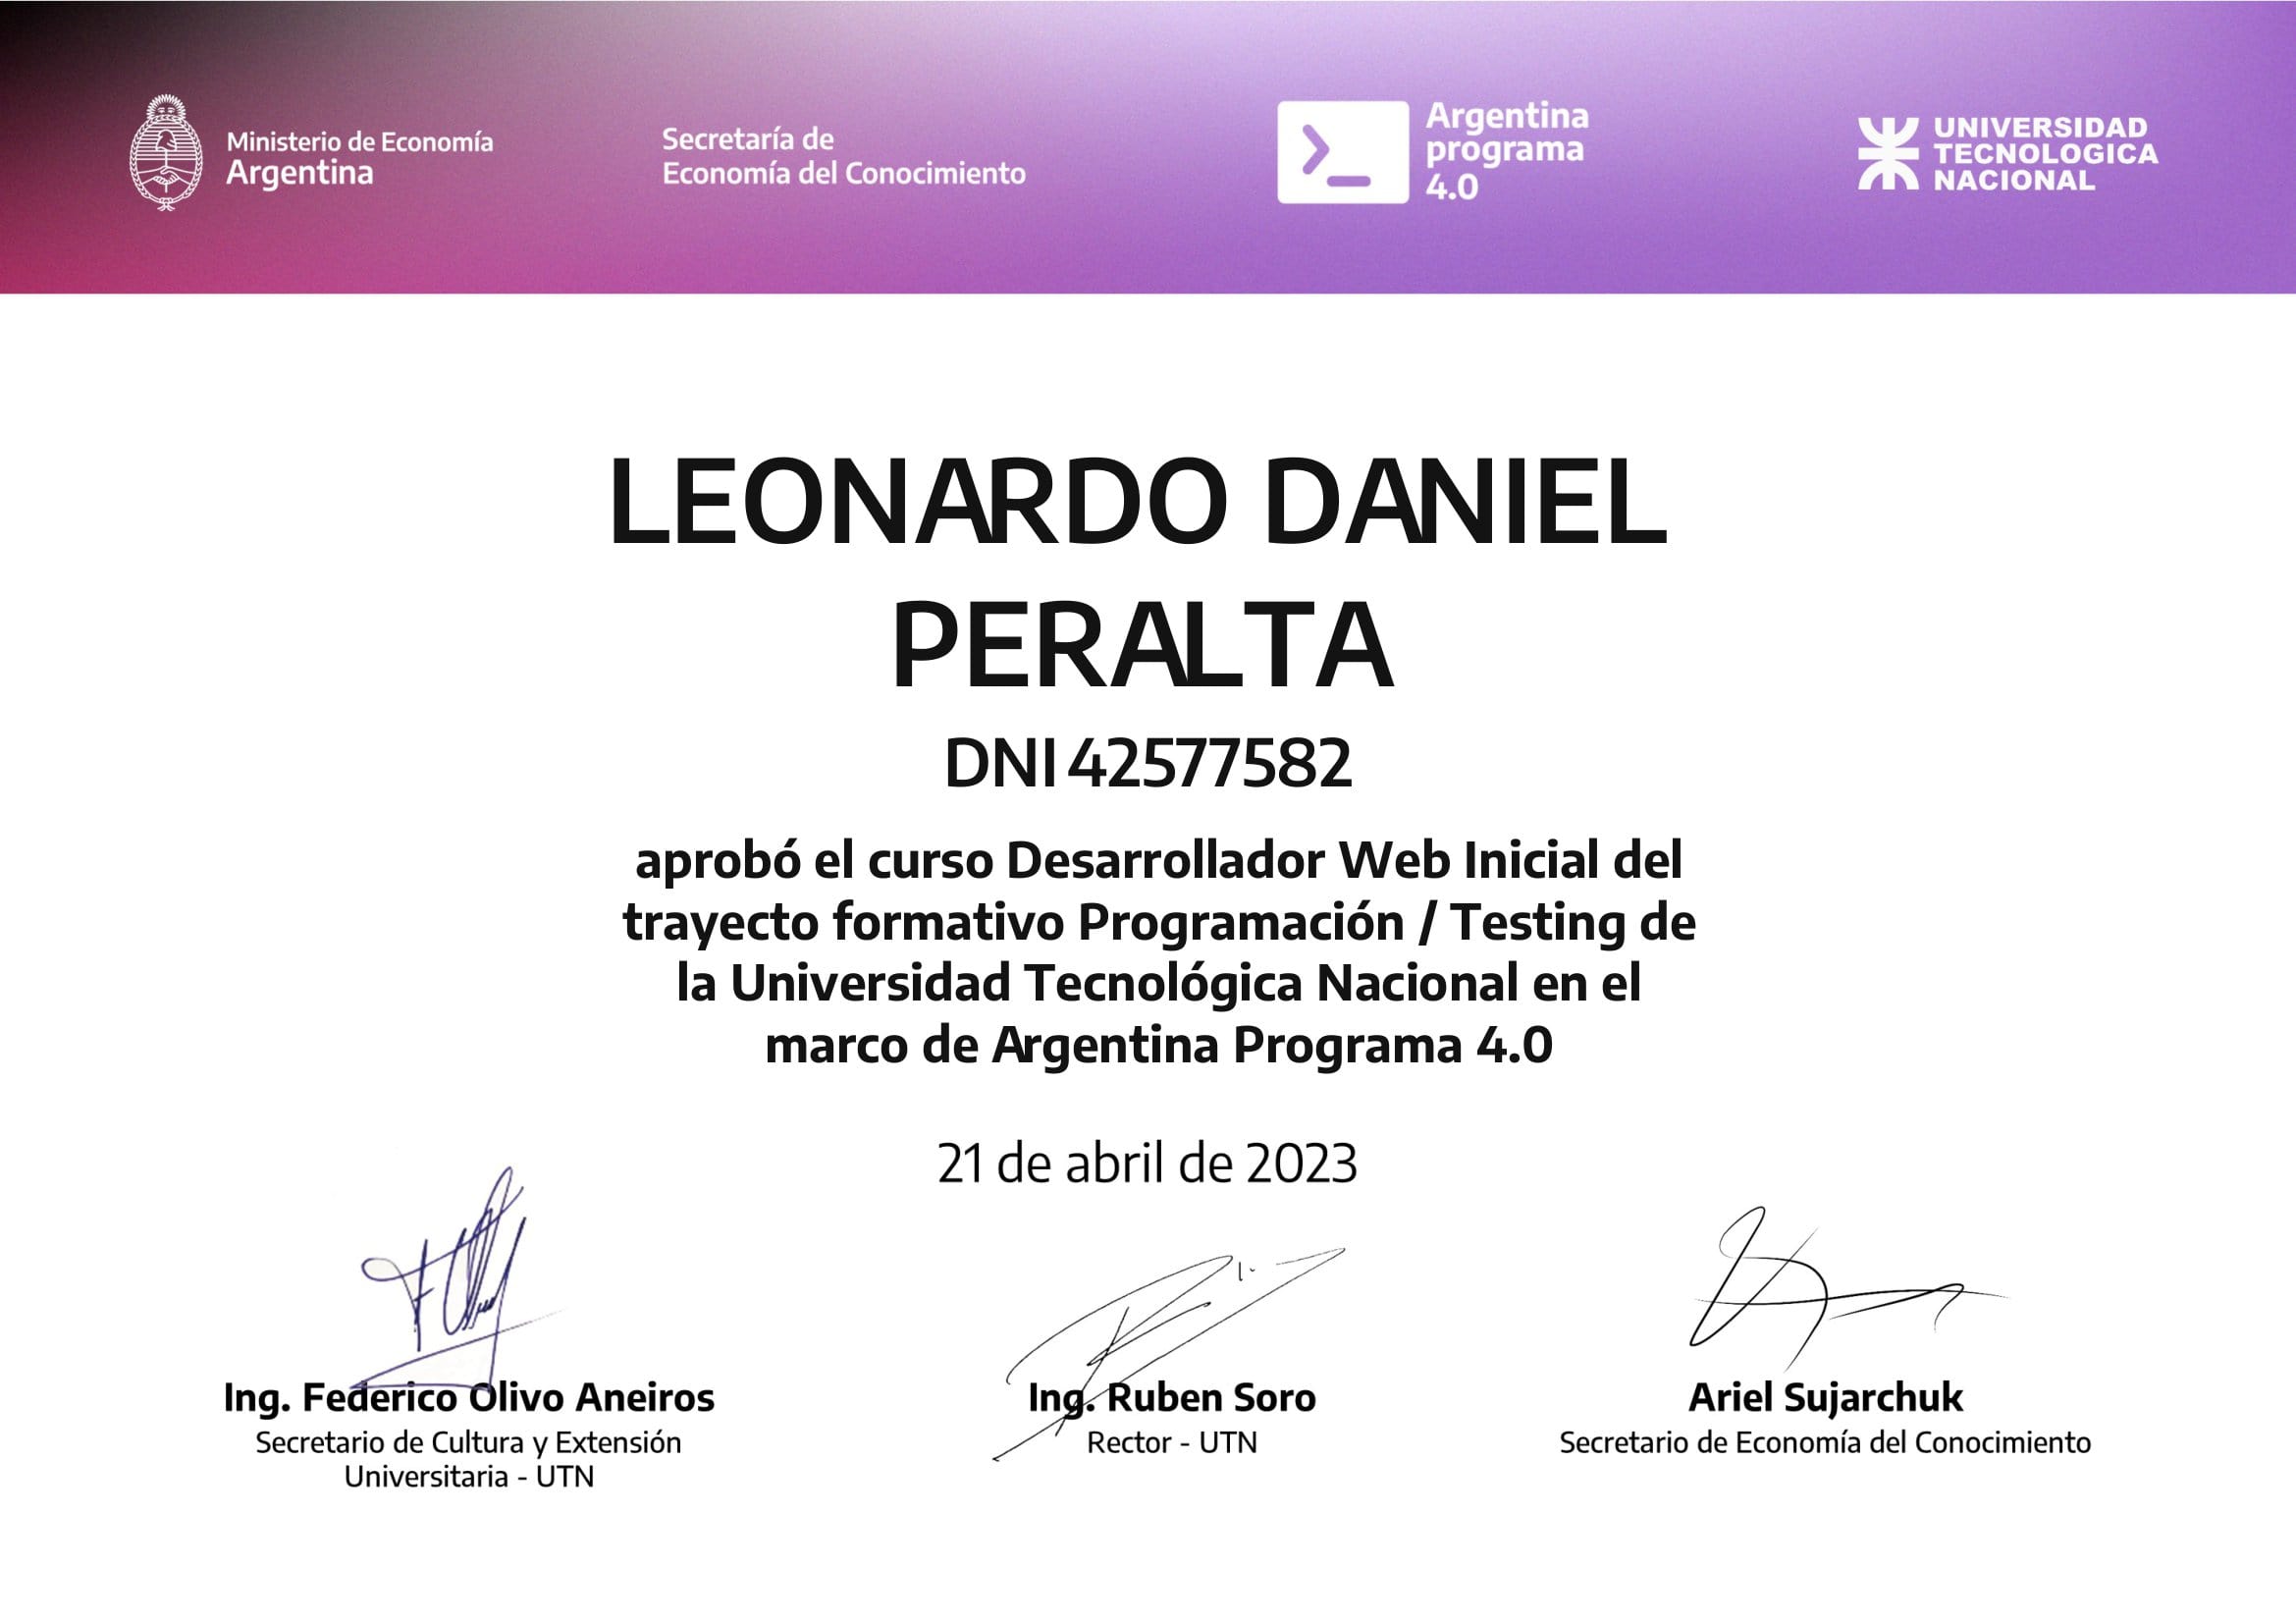 Ministerio de Economía
Argentina
Secretaría de
Economía del Conocimiento
Argentina
programa
4.0
UNIVERSIDAD
TECNOLOGICA
NACIONAL
LEONARDO DANIEL
PERALTA
DNI 42577582
aprobó el curso Desarrollador Web Inicial del
trayecto formativo Programación / Testing de
la Universidad Tecnológica Nacional en el
marco de Argentina Programa 4.0
21 de abril de 2023
Ing. Federico Olivo Aneiros
Secretario de Cultura y Extensión
Universitaria - UTN
Ing. Ruben Soro
Rector - UTN
Ariel Sujarchuk
Secretario de Economía del Conocimiento